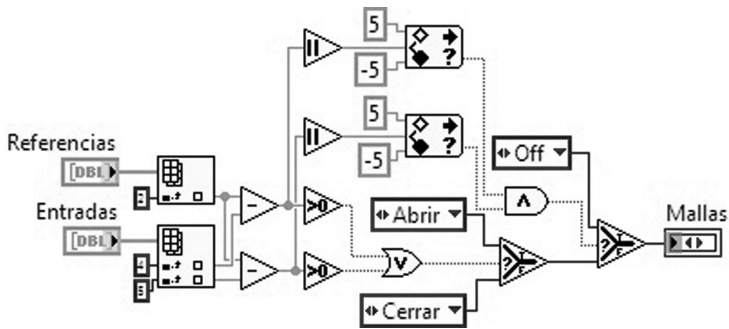 5
-5
5
-5
Referencias
[DBL]
Off
>0
Entradas
Abrir
Mallas
[DBL]
>0
Cerrar